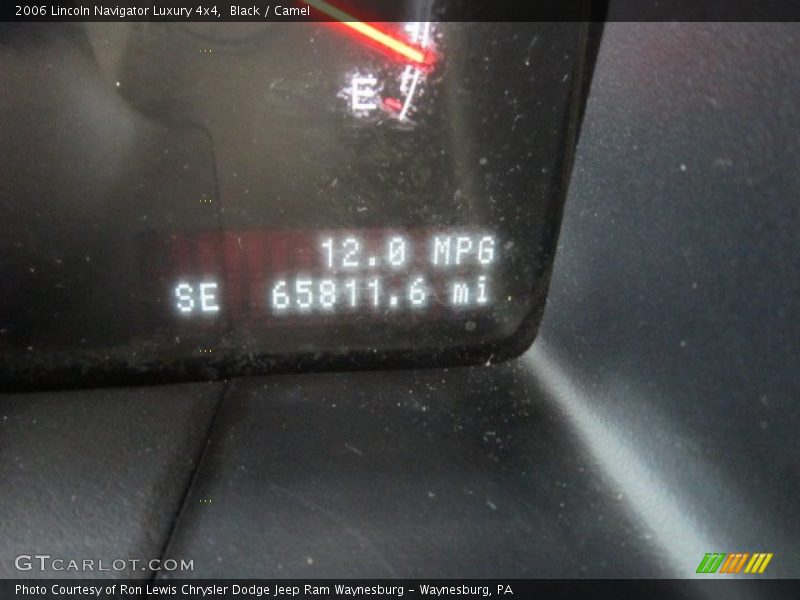 2006 Lincoln Navigator Luxury 4x4,  Black / Camel
E
12.0 MPG
SE 65811.6 mi
GTCARLOT.COM
Photo Courtesy of Ron Lewis Chrysler Dodge Jeep Ram Waynesburg - Waynesburg, PA